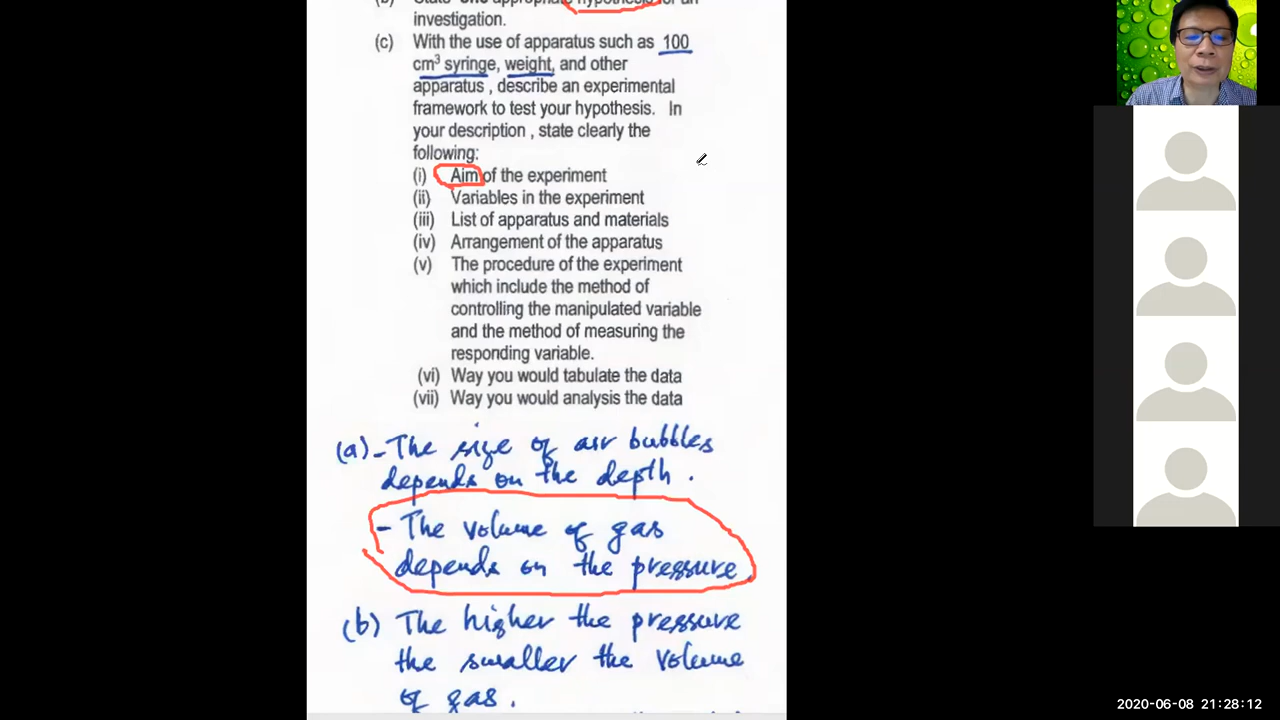 (b) State one appropriate hypothesis for an
investigation.
(c) With the use of apparatus such as 100
cm³ syringe, weight, and other
apparatus , describe an experimental
framework to test your hypothesis. In
your description , state clearly the
following:
(i) Aim of the experiment
(ii) Variables in the experiment
(iii) List of apparatus and materials
(iv) Arrangement of the apparatus
(v) The procedure of the experiment
which include the method of
controlling the manipulated variable
and the method of measuring the
responding variable.
(vi) Way you would tabulate the data
(vii) Way you would analysis the data
(a) - The size of air bubbles
depends on the depth .
- The volume of gas
depends on the pressure.
(b) The higher the pressure
the smaller the volume
of gas .
2020-06-08 21:28:12